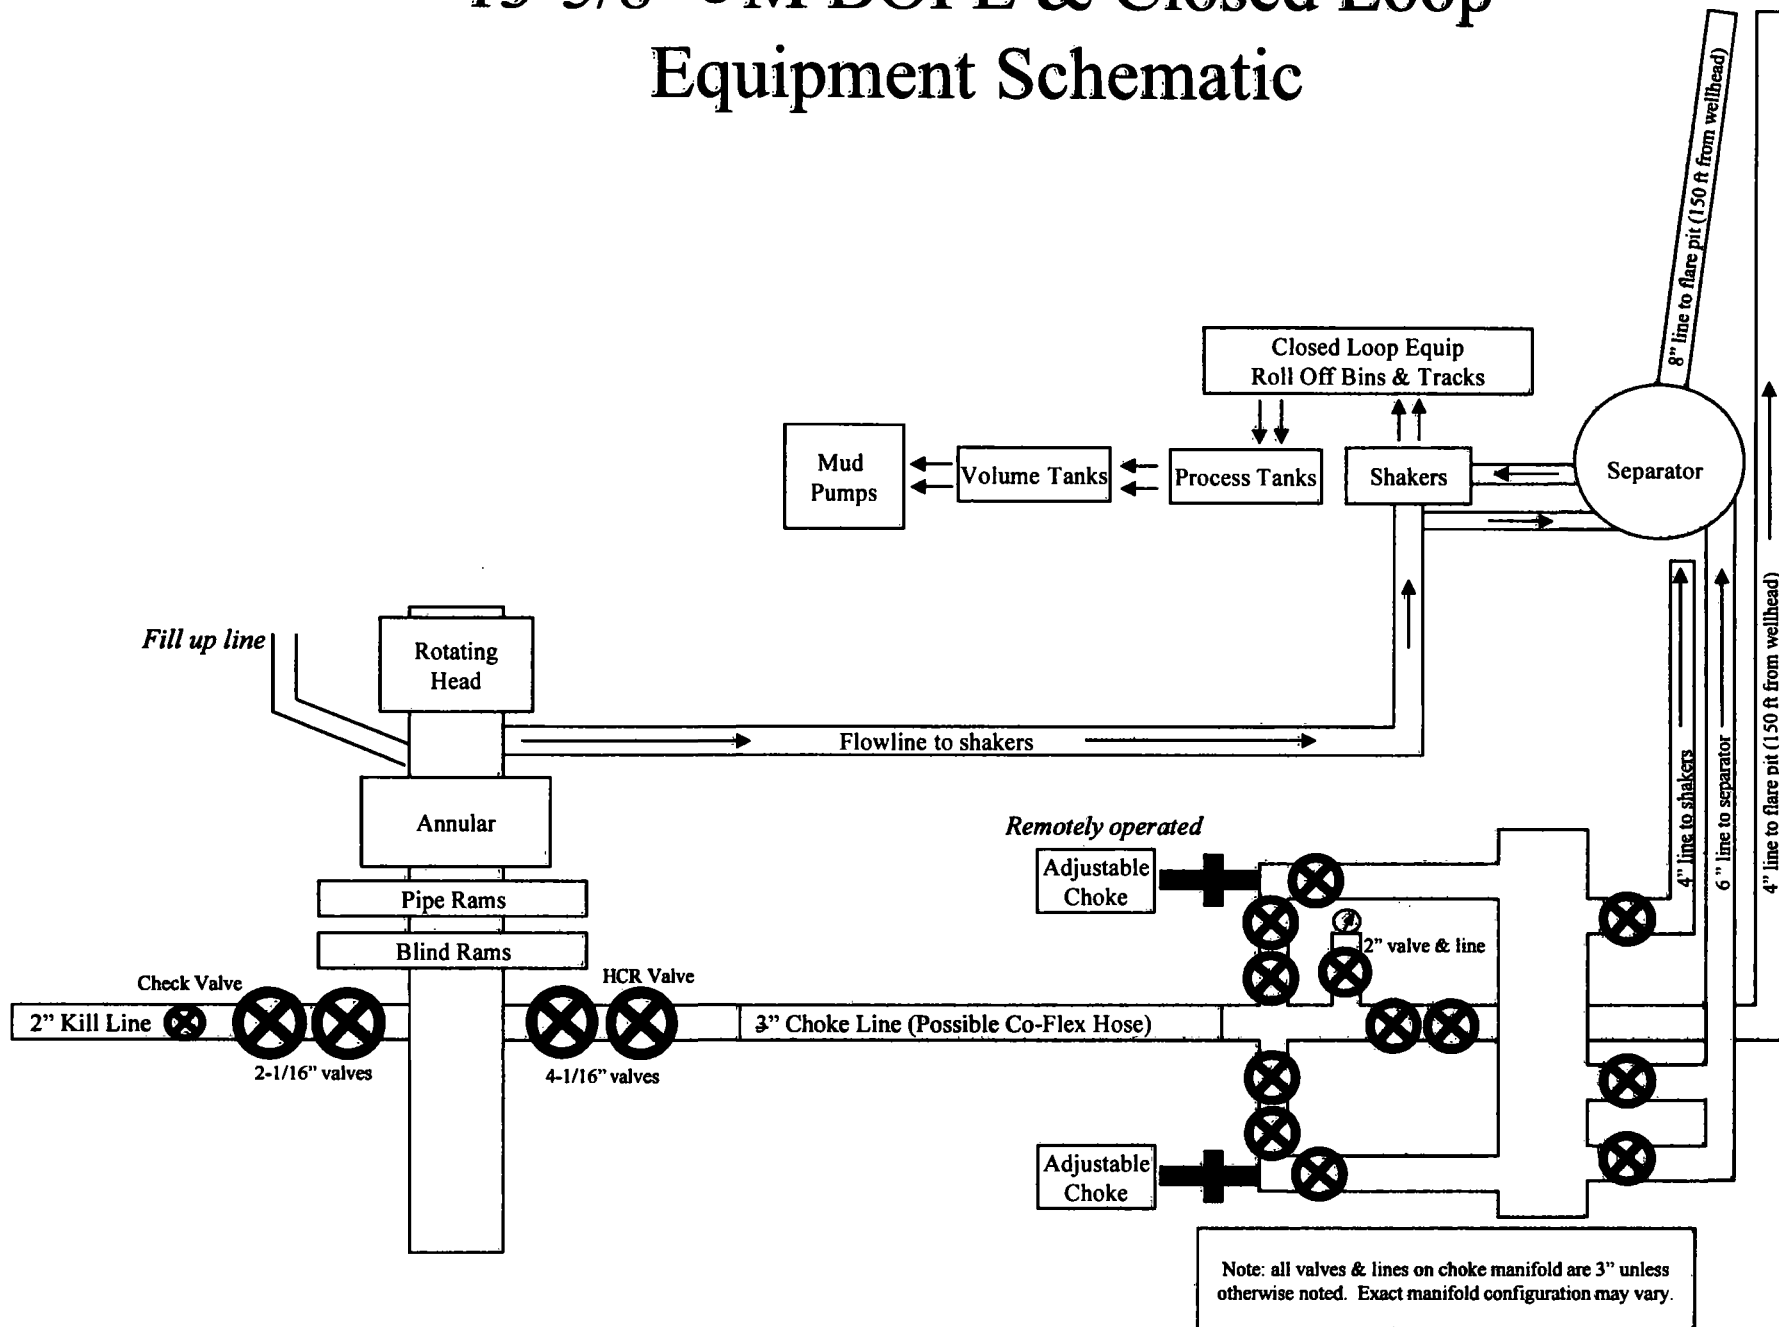 M BOPE & Closed Loop
Equipment Schematic
8" line to flare pit (150 ft from wellhead)
Closed Loop Equip
Roll Off Bins & Tracks
Mud
Pumps
Volume Tanks
Process Tanks
Shakers
Separator
Fill up line
Rotating
Head
Flowline to shakers
Annular
Pipe Rams
Blind Rams
Remotely operated
Adjustable
Choke
2" valve & line
4" line to shakers
6" line to separator
4" line to flare pit (150 ft from wellhead)
Check Valve
HCR Valve
2" Kill Line
3" Choke Line (Possible Co-Flex Hose)
2-1/16" valves
4-1/16" valves
Adjustable
Choke
Note: all valves & lines on choke manifold are 3" unless
otherwise noted. Exact manifold configuration may vary.